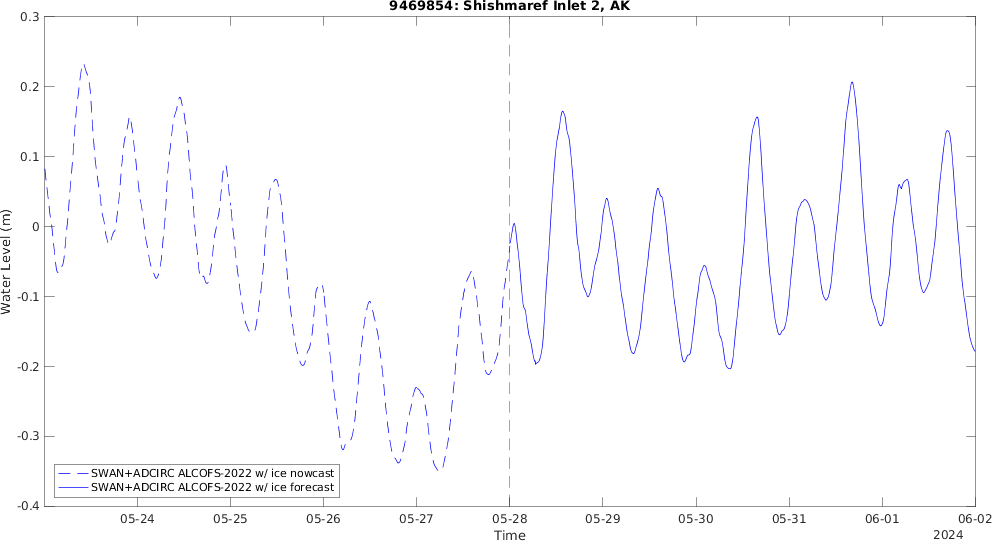 9469854: Shishmaref Inlet 2, AK
0.3
0.2
0.1
0
-0.1
-0.2
-0.3
-0.4
Water Level (m)
SWAN+ADCIRC ALCOFS-2022 w/ ice nowcast
SWAN+ADCIRC ALCOFS-2022 w/ ice forecast
05-24 05-25 05-26 05-27 05-28 05-29 05-30 05-31 06-01 06-02
Time
2024